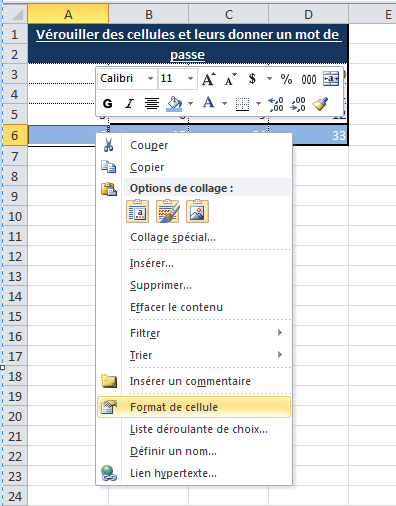 A B C D E
1 Vérouiller des cellules et leurs donner un mot de
2 passe
3
4
5
6 33
Calibri 11 A A $ % 000
G I A ,00 ,00
Couper
Copier
Options de collage :
Collage spécial...
Insérer...
Supprimer...
Effacer le contenu
Filtrer
Trier
Insérer un commentaire
Format de cellule
Liste déroulante de choix...
Définir un nom...
Lien hypertexte...
7
8
9
10
11
12
13
14
15
16
17
18
19
20
21
22
23
24